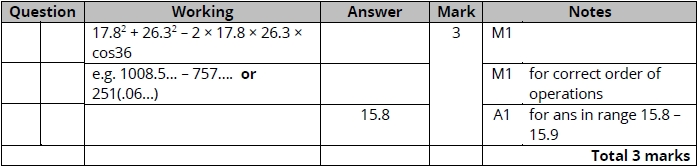 Question Working Answer Mark Notes
17.8² + 26.3² – 2 × 17.8 × 26.3 × 3 M1
cos36
e.g. 1008.5... – 757.... or M1 for correct order of
251(.06...) operations
15.8 A1 for ans in range 15.8 –
15.9
Total 3 marks